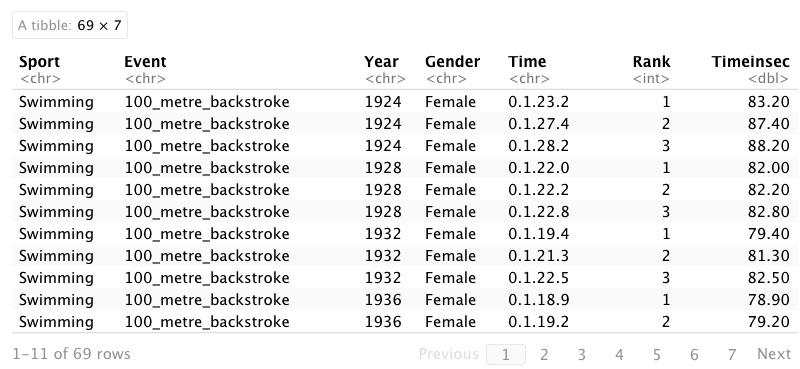 A tibble: 69 × 7
Sport Event Year Gender Time Rank Timeinsec
<chr> <chr> <chr> <chr> <chr> <int> <dbl>
Swimming 100_metre_backstroke 1924 Female 0.1.23.2 1 83.20
Swimming 100_metre_backstroke 1924 Female 0.1.27.4 2 87.40
Swimming 100_metre_backstroke 1924 Female 0.1.28.2 3 88.20
Swimming 100_metre_backstroke 1928 Female 0.1.22.0 1 82.00
Swimming 100_metre_backstroke 1928 Female 0.1.22.2 2 82.20
Swimming 100_metre_backstroke 1928 Female 0.1.22.8 3 82.80
Swimming 100_metre_backstroke 1932 Female 0.1.19.4 1 79.40
Swimming 100_metre_backstroke 1932 Female 0.1.21.3 2 81.30
Swimming 100_metre_backstroke 1932 Female 0.1.22.5 3 82.50
Swimming 100_metre_backstroke 1936 Female 0.1.18.9 1 78.90
Swimming 100_metre_backstroke 1936 Female 0.1.19.2 2 79.20
1–11 of 69 rows Previous 1 2 3 4 5 6 7 Next